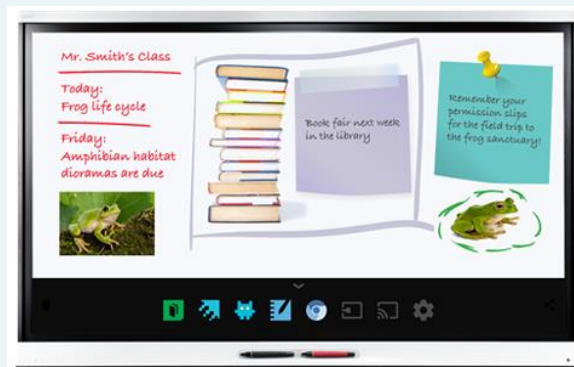 Mr. Smith's Class
Today:
Frog life cycle
Friday:
Amphibian habitat
dioramas are due
Book fair next week
in the library
Remember your
permission slips
for the field trip to
the frog sanctuary!